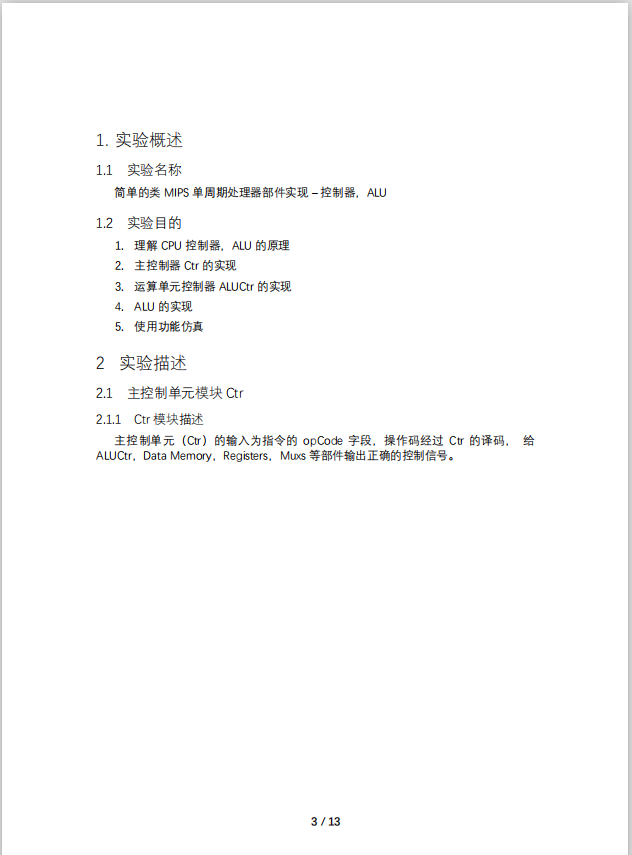 1. 实验概述
1.1 实验名称
简单的类 MIPS 单周期处理器部件实现 – 控制器，ALU
1.2 实验目的
1. 理解 CPU 控制器，ALU 的原理
2. 主控制器 Ctr 的实现
3. 运算单元控制器 ALUCtr 的实现
4. ALU 的实现
5. 使用功能仿真
2 实验描述
2.1 主控制单元模块 Ctr
2.1.1 Ctr 模块描述
主控制单元（Ctr）的输入为指令的 opCode 字段，操作码经过 Ctr 的译码， 给
ALUCtr，Data Memory，Registers，Muxs 等部件输出正确的控制信号。
3 / 13